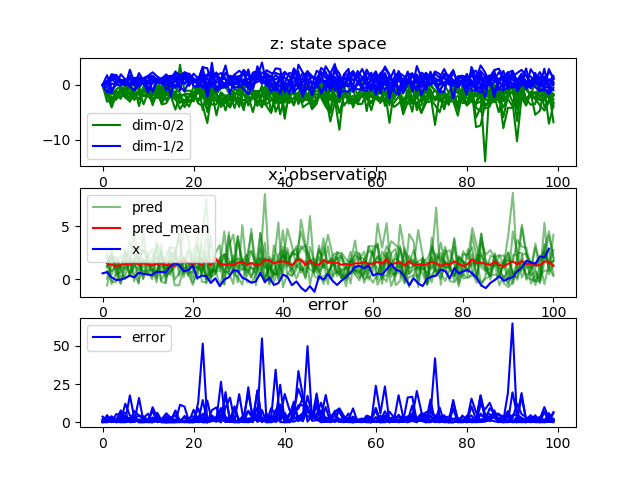 z: state space
0
−10
dim-0/2
dim-1/2
0 20 40 60 80 100
x: observation
5
0
pred
pred_mean
x
0 20 40 60 80 100
error
50
25
0
error
0 20 40 60 80 100